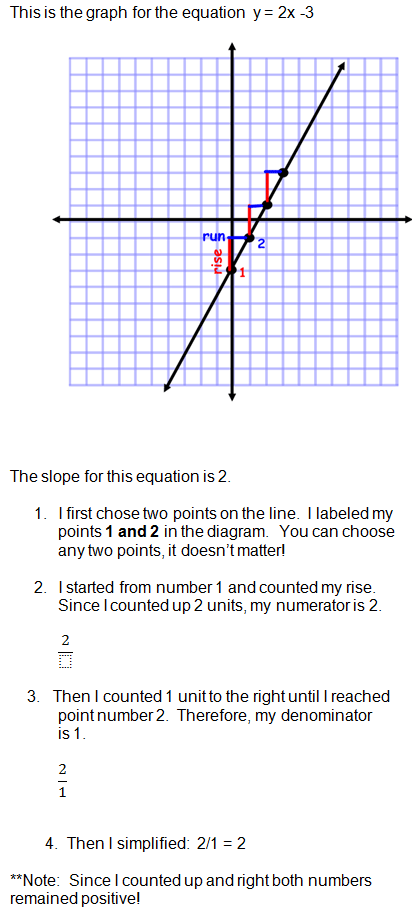 This is the graph for the equation y = 2x -3
run
2
rise
1
The slope for this equation is 2.
1. I first chose two points on the line. I labeled my
points 1 and 2 in the diagram. You can choose
any two points, it doesn't matter!
2. I started from number 1 and counted my rise.
Since I counted up 2 units, my numerator is 2.
2
3. Then I counted 1 unit to the right until I reached
point number 2. Therefore, my denominator
is 1.
2
1
4. Then I simplified: 2/1 = 2
**Note: Since I counted up and right both numbers
remained positive!